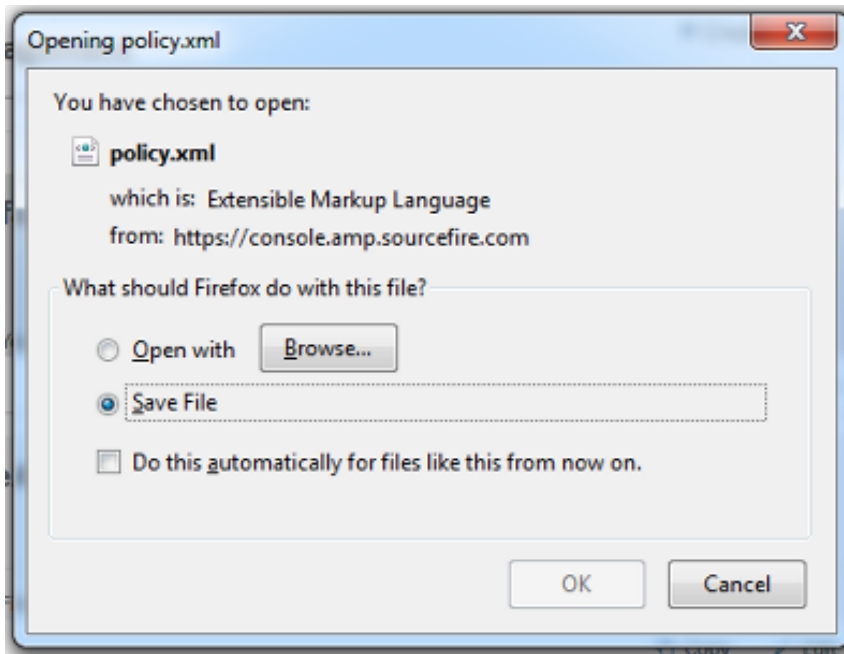 Opening policy.xml
You have chosen to open:
policy.xml
which is: Extensible Markup Language
from: https://console.amp.sourcefire.com
What should Firefox do with this file?
Open with Browse...
Save File
Do this automatically for files like this from now on.
OK Cancel